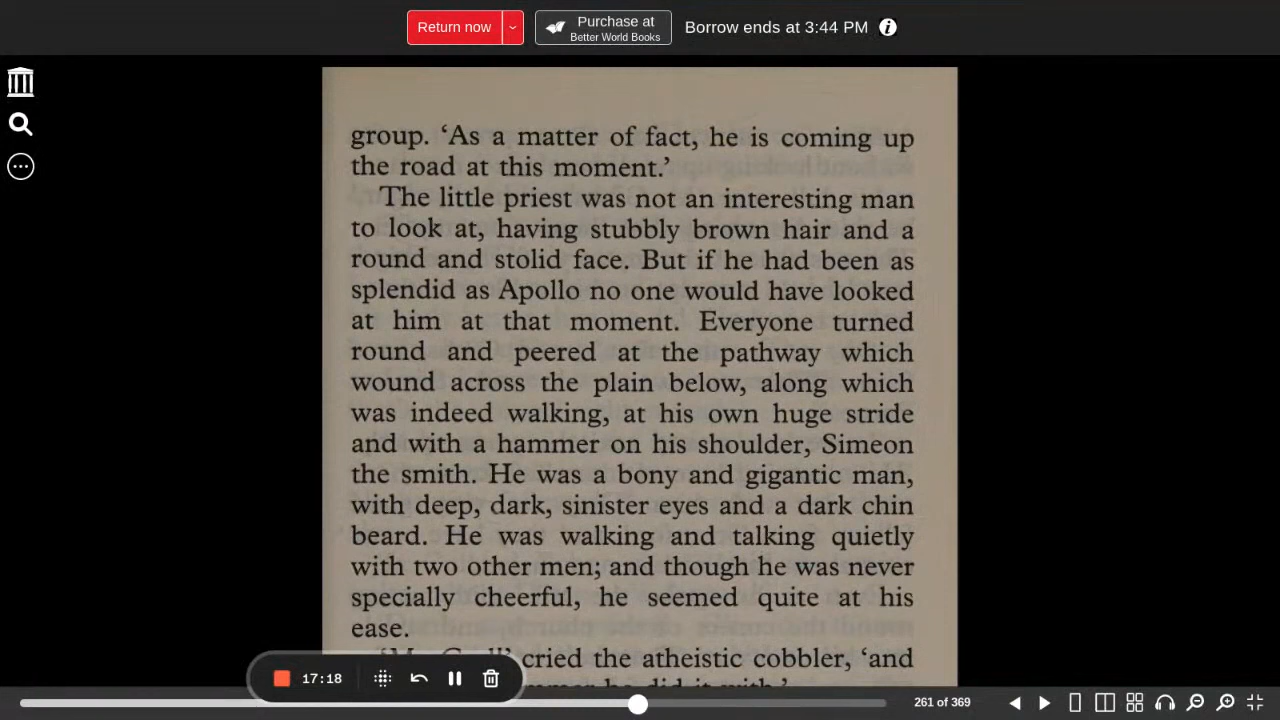 Return now
Purchase at
Better World Books
Borrow ends at 3:44 PM
group. ‘As a matter of fact, he is coming up
the road at this moment.’
The little priest was not an interesting man
to look at, having stubbly brown hair and a
round and stolid face. But if he had been as
splendid as Apollo no one would have looked
at him at that moment. Everyone turned
round and peered at the pathway which
wound across the plain below, along which
was indeed walking, at his own huge stride
and with a hammer on his shoulder, Simeon
the smith. He was a bony and gigantic man,
with deep, dark, sinister eyes and a dark chin
beard. He was walking and talking quietly
with two other men; and though he was never
specially cheerful, he seemed quite at his
ease.
cried the atheistic cobbler, ‘and
he did it with.’
17:18
261 of 369